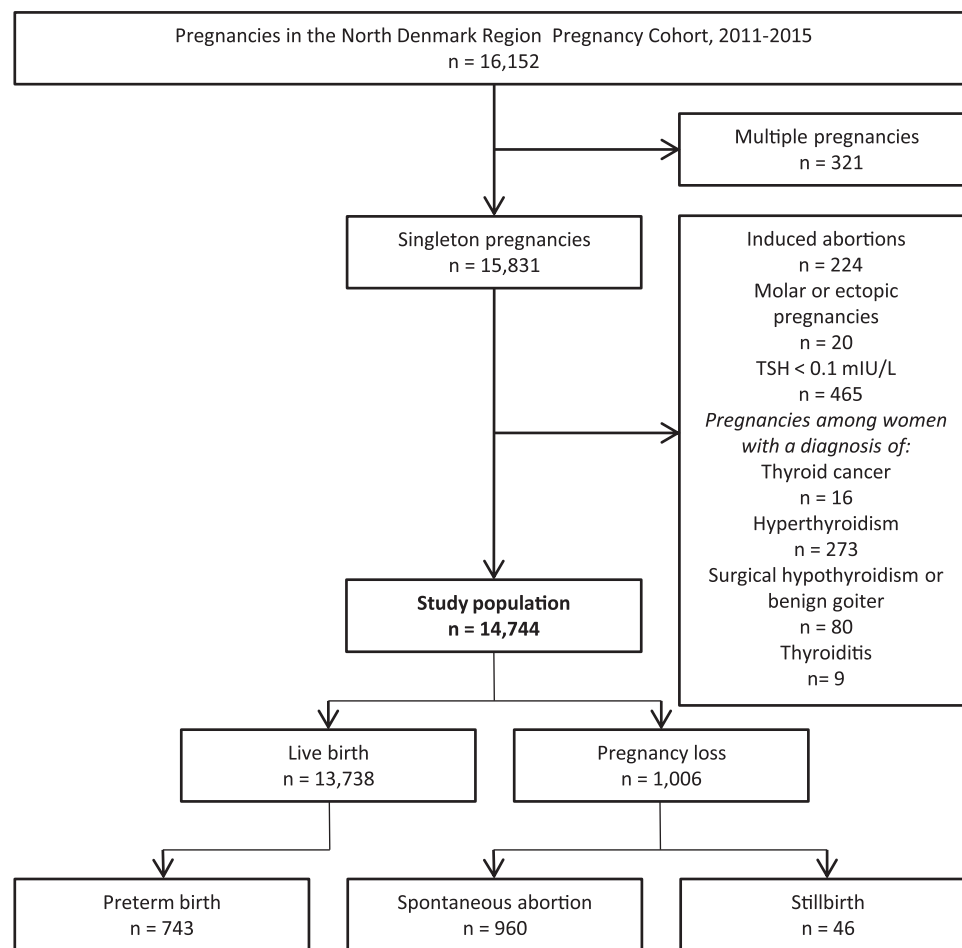 Pregnancies in the North Denmark Region Pregnancy Cohort, 2011-2015
n = 16,152
Multiple pregnancies
n = 321
Singleton pregnancies
n = 15,831
Induced abortions
n = 224
Molar or ectopic
pregnancies
n = 20
TSH < 0.1 mIU/L
n = 465
Pregnancies among women
with a diagnosis of:
Thyroid cancer
n = 16
Hyperthyroidism
n = 273
Surgical hypothyroidism or
benign goiter
n = 80
Thyroiditis
n= 9
Study population
n = 14,744
Live birth
n = 13,738
Pregnancy loss
n = 1,006
Preterm birth
n = 743
Spontaneous abortion
n = 960
Stillbirth
n = 46